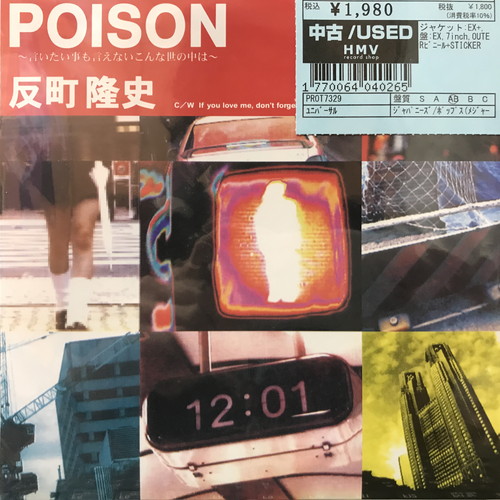 POISON
〜言いたい事も言えないこんな世の中は〜
反町 隆史
C/W If you love me, don't forge
税込 ¥1,980
税抜 ¥1,800
(消費税率10%)
中古/USED
HMV
record shop
ジャケット:EX+,
盤:EX,7inch,OUTE
Rビニール+STICKER
1770064040265
PROT7329
盤質 S A AB B C
ユニバーサル
ジャパニーズ/ポップス(メジャー
12:01